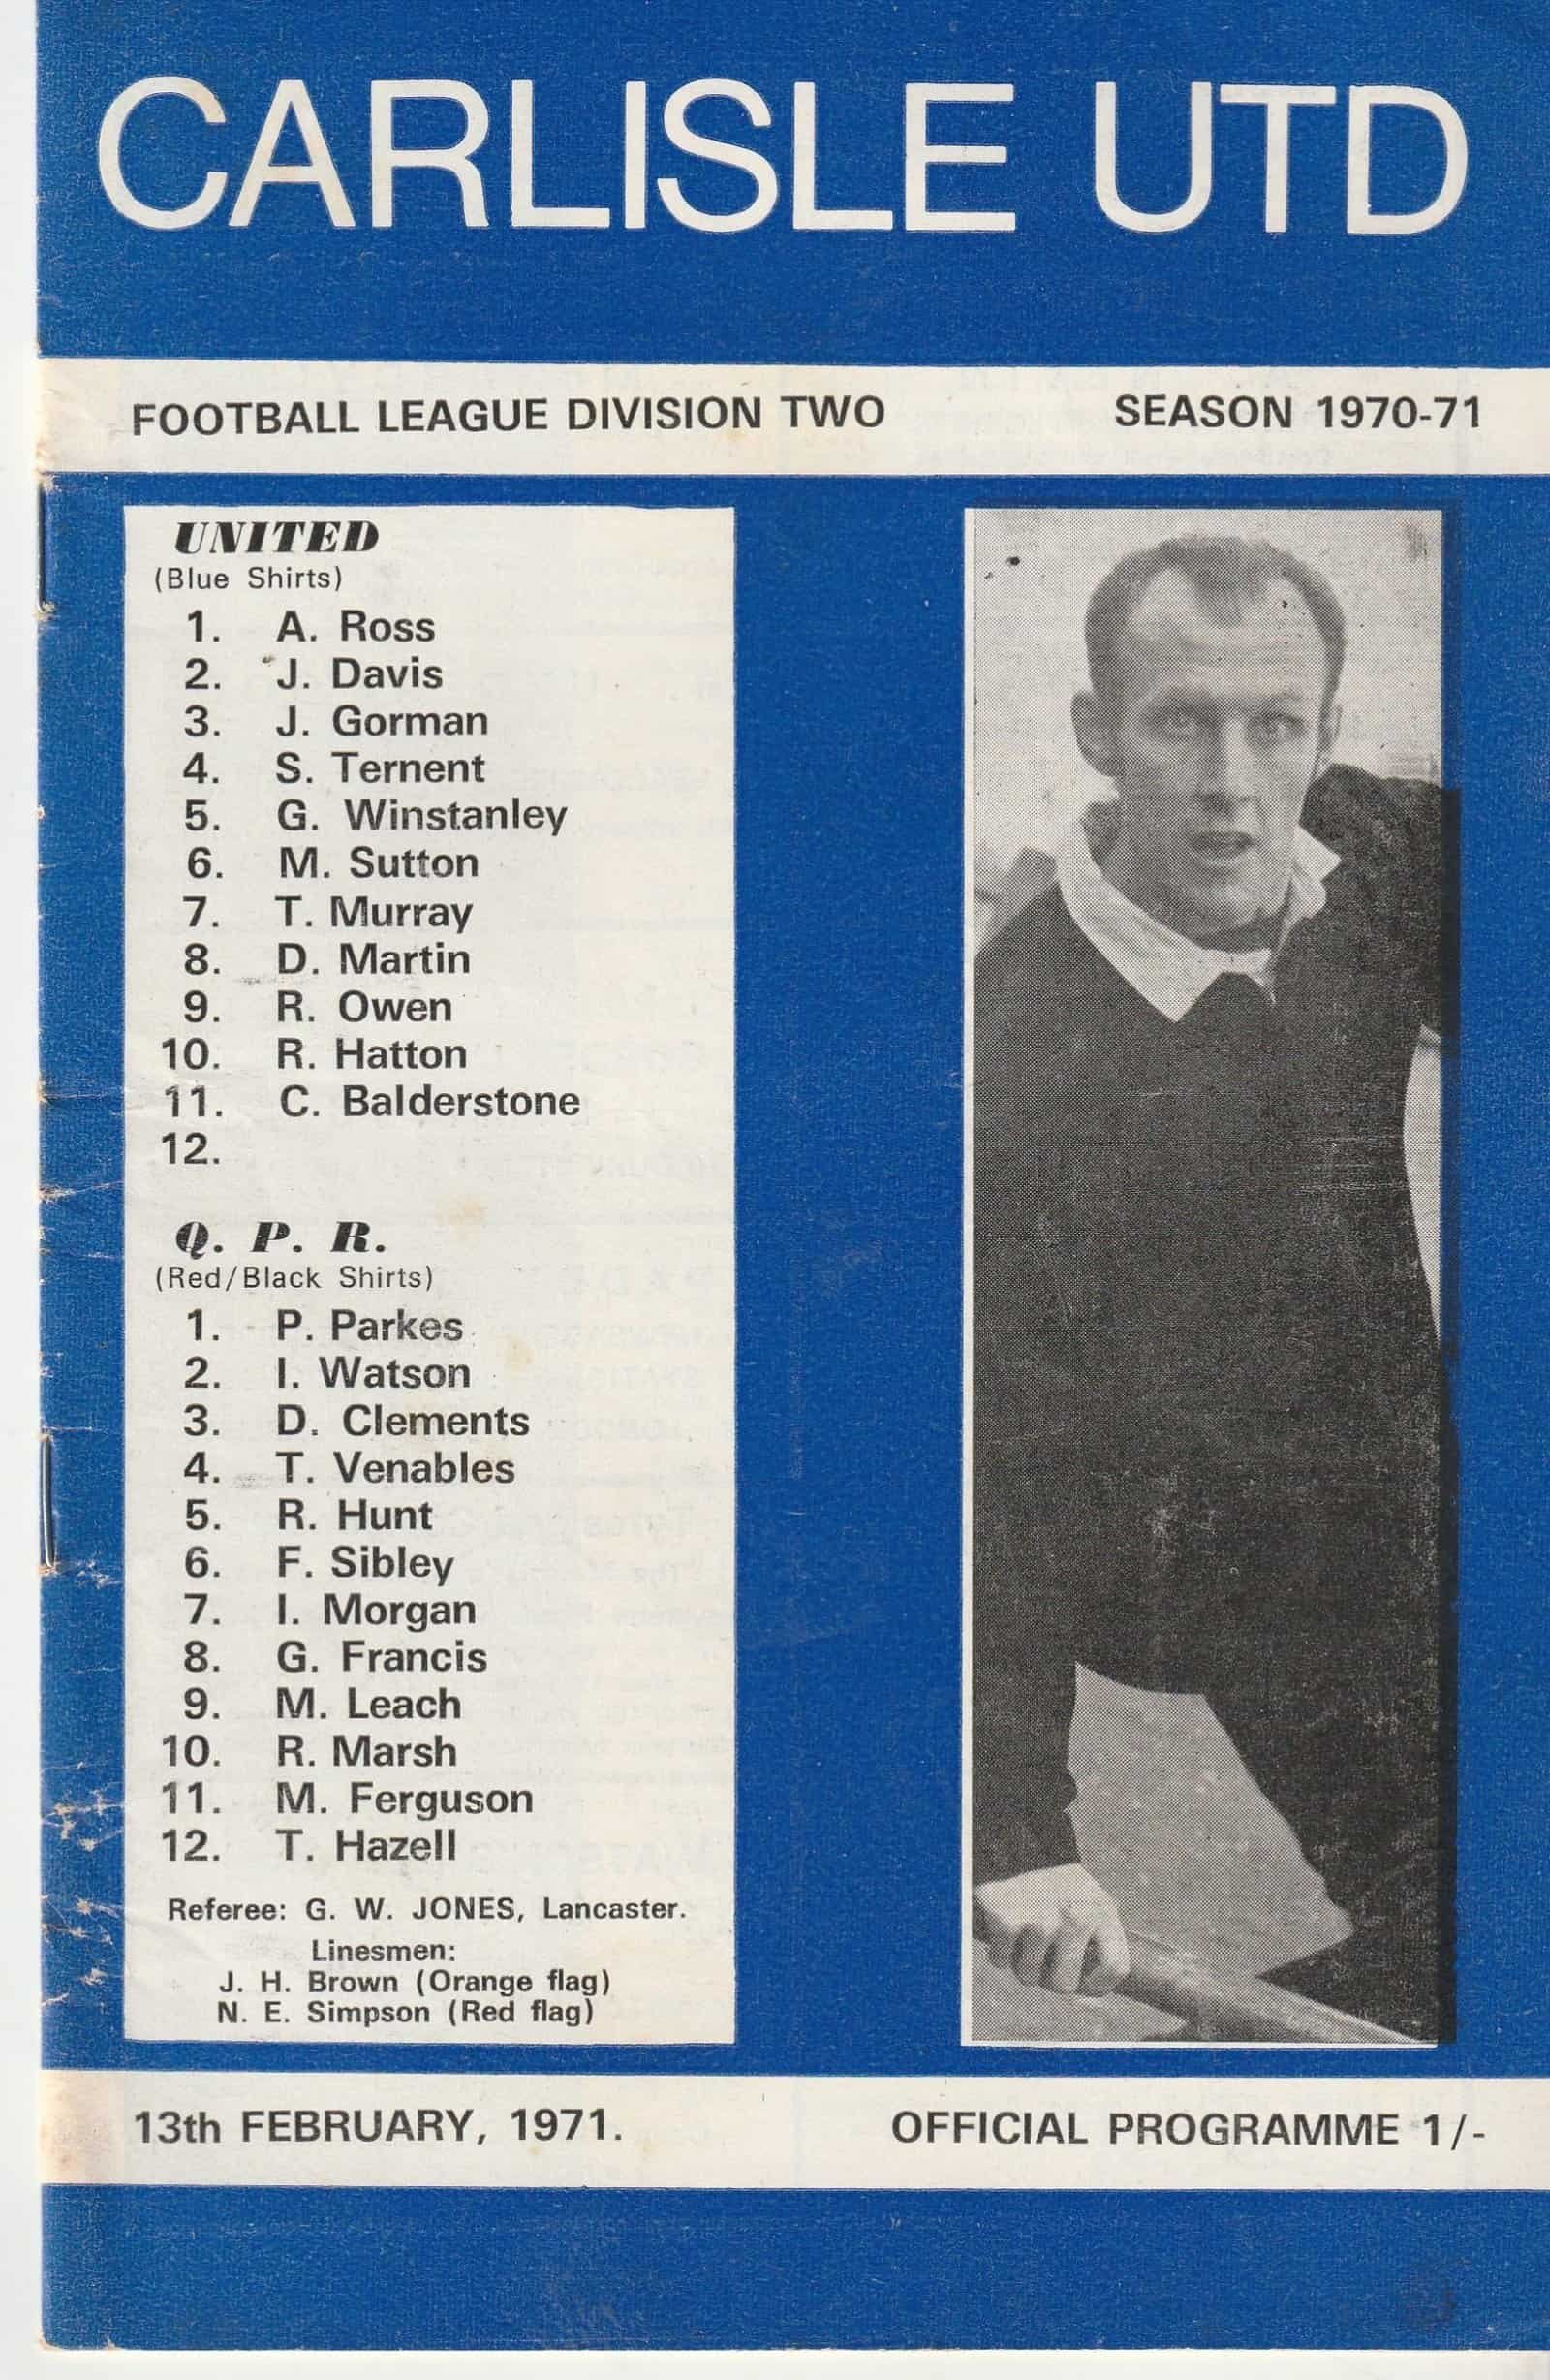 CARLISLE UTD
FOOTBALL LEAGUE DIVISION TWO SEASON 1970-71
UNITED
(Blue Shirts)
1. A. Ross
2. J. Davis
3. J. Gorman
4. S. Ternent
5. G. Winstanley
6. M. Sutton
7. T. Murray
8. D. Martin
9. R. Owen
10. R. Hatton
11. C. Balderstone
12.
Q. P. R.
(Red/Black Shirts)
1. P. Parkes
2. I. Watson
3. D. Clements
4. T. Venables
5. R. Hunt
6. F. Sibley
7. I. Morgan
8. G. Francis
9. M. Leach
10. R. Marsh
11. M. Ferguson
12. T. Hazell
Referee: G. W. JONES, Lancaster.
Linesmen:
J. H. Brown (Orange flag)
N. E. Simpson (Red flag)
13th FEBRUARY, 1971. OFFICIAL PROGRAMME 1/-